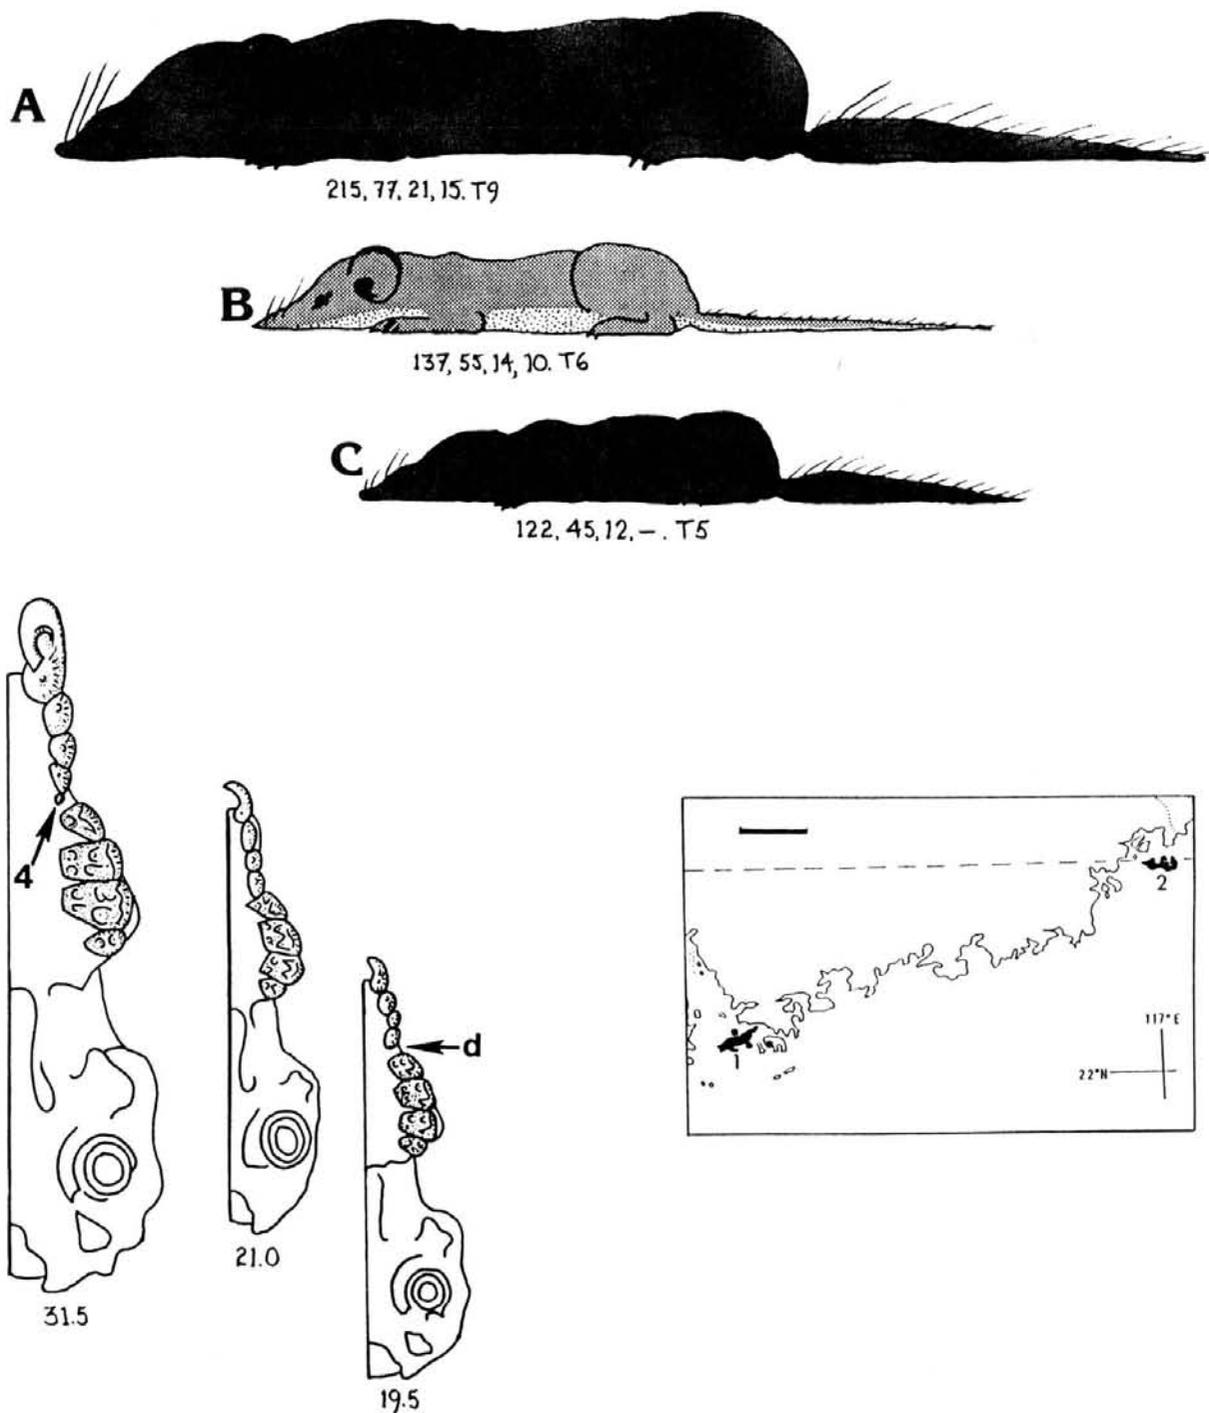 A
215, 77, 21, 15. T9
B
137, 55, 14, 10. T6
C
122, 45, 12, –. T5
4
31.5
21.0
d
19.5
2
1
117° E
22° N